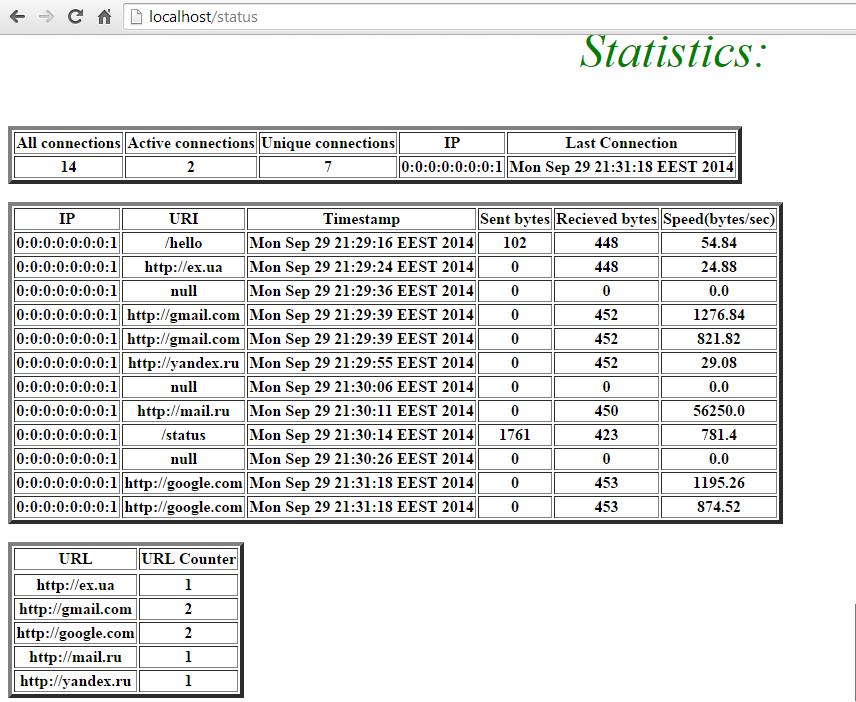 localhost/status
Statistics:
All connections Active connections Unique connections IP Last Connection
14 2 7 0:0:0:0:0:0:0:1 Mon Sep 29 21:31:18 EEST 2014
IP URI Timestamp Sent bytes Recieved bytes Speed(bytes/sec)
0:0:0:0:0:0:0:1 /hello Mon Sep 29 21:29:16 EEST 2014 102 448 54.84
0:0:0:0:0:0:0:1 http://ex.ua Mon Sep 29 21:29:24 EEST 2014 0 448 24.88
0:0:0:0:0:0:0:1 null Mon Sep 29 21:29:36 EEST 2014 0 0 0.0
0:0:0:0:0:0:0:1 http://gmail.com Mon Sep 29 21:29:39 EEST 2014 0 452 1276.84
0:0:0:0:0:0:0:1 http://gmail.com Mon Sep 29 21:29:39 EEST 2014 0 452 821.82
0:0:0:0:0:0:0:1 http://yandex.ru Mon Sep 29 21:29:55 EEST 2014 0 452 29.08
0:0:0:0:0:0:0:1 null Mon Sep 29 21:30:06 EEST 2014 0 0 0.0
0:0:0:0:0:0:0:1 http://mail.ru Mon Sep 29 21:30:11 EEST 2014 0 450 56250.0
0:0:0:0:0:0:0:1 /status Mon Sep 29 21:30:14 EEST 2014 1761 423 781.4
0:0:0:0:0:0:0:1 null Mon Sep 29 21:30:26 EEST 2014 0 0 0.0
0:0:0:0:0:0:0:1 http://google.com Mon Sep 29 21:31:18 EEST 2014 0 453 1195.26
0:0:0:0:0:0:0:1 http://google.com Mon Sep 29 21:31:18 EEST 2014 0 453 874.52
URL URL Counter
http://ex.ua 1
http://gmail.com 2
http://google.com 2
http://mail.ru 1
http://yandex.ru 1